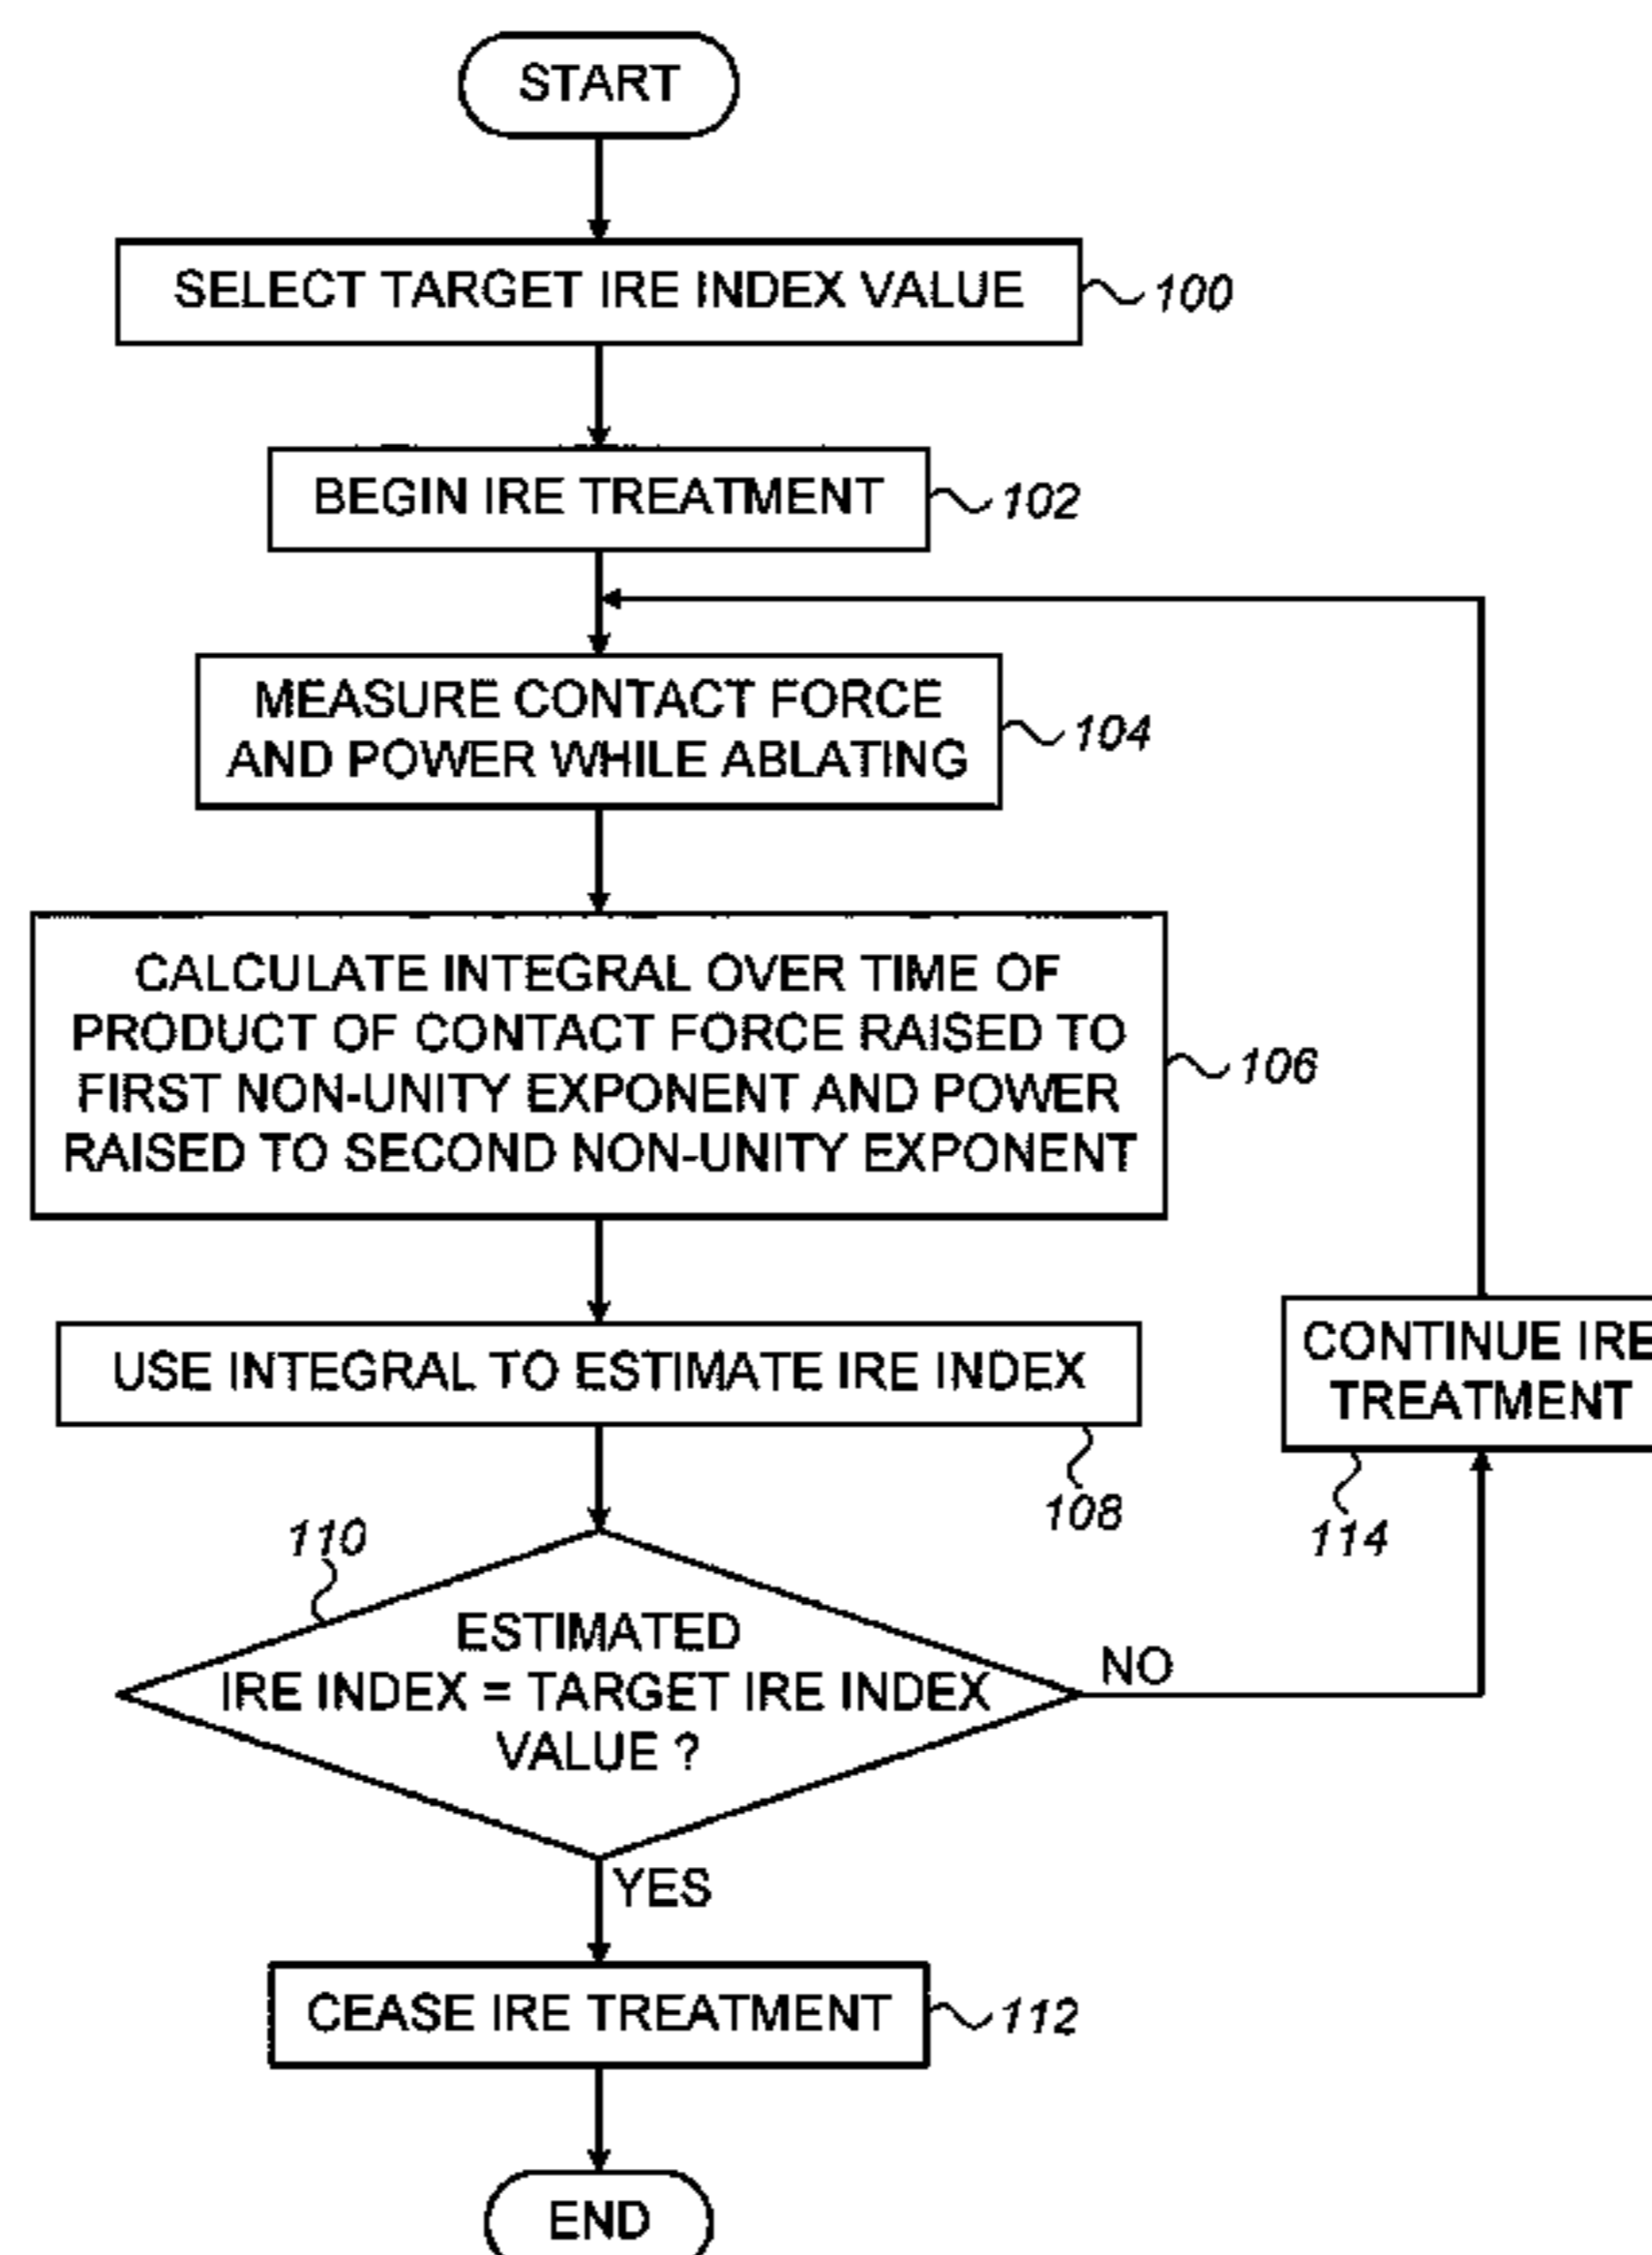 START
SELECT TARGET IRE INDEX VALUE
100
BEGIN IRE TREATMENT
102
MEASURE CONTACT FORCE
AND POWER WHILE ABLATING
104
CALCULATE INTEGRAL OVER TIME OF
PRODUCT OF CONTACT FORCE RAISED TO
FIRST NON-UNITY EXPONENT AND POWER
RAISED TO SECOND NON-UNITY EXPONENT
106
USE INTEGRAL TO ESTIMATE IRE INDEX
108
CONTINUE IRE
TREATMENT
114
110
ESTIMATED
IRE INDEX = TARGET IRE INDEX
VALUE ?
NO
YES
CEASE IRE TREATMENT
112
END